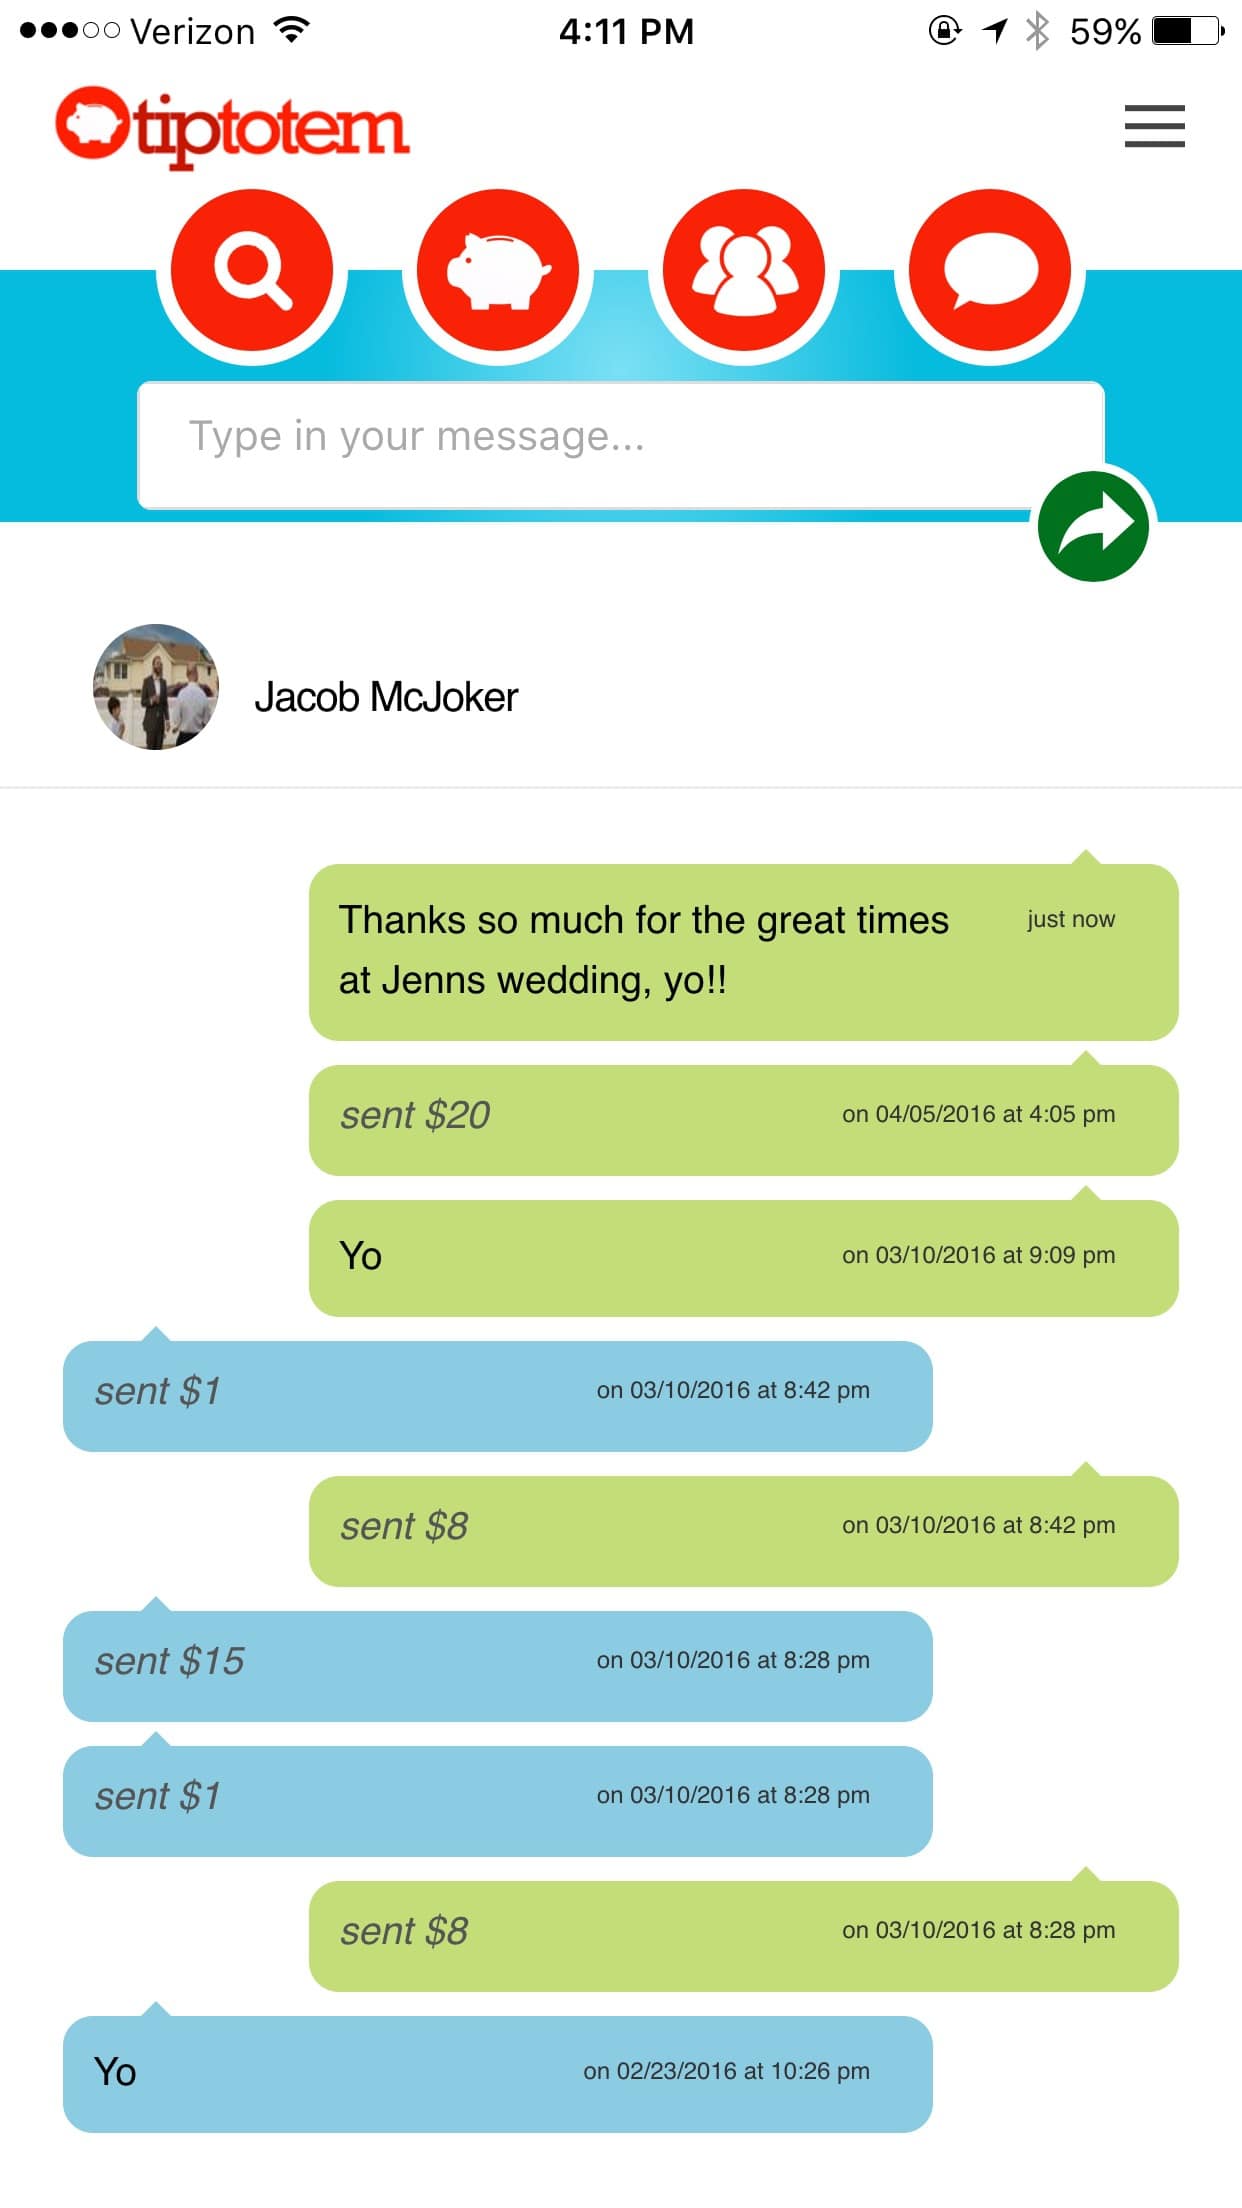 Verizon 4:11 PM 59%
tiptotem
Type in your message...
Jacob McJoker
Thanks so much for the great times just now
at Jenns wedding, yo!!
sent $20 on 04/05/2016 at 4:05 pm
Yo on 03/10/2016 at 9:09 pm
sent $1 on 03/10/2016 at 8:42 pm
sent $8 on 03/10/2016 at 8:42 pm
sent $15 on 03/10/2016 at 8:28 pm
sent $1 on 03/10/2016 at 8:28 pm
sent $8 on 03/10/2016 at 8:28 pm
Yo on 02/23/2016 at 10:26 pm